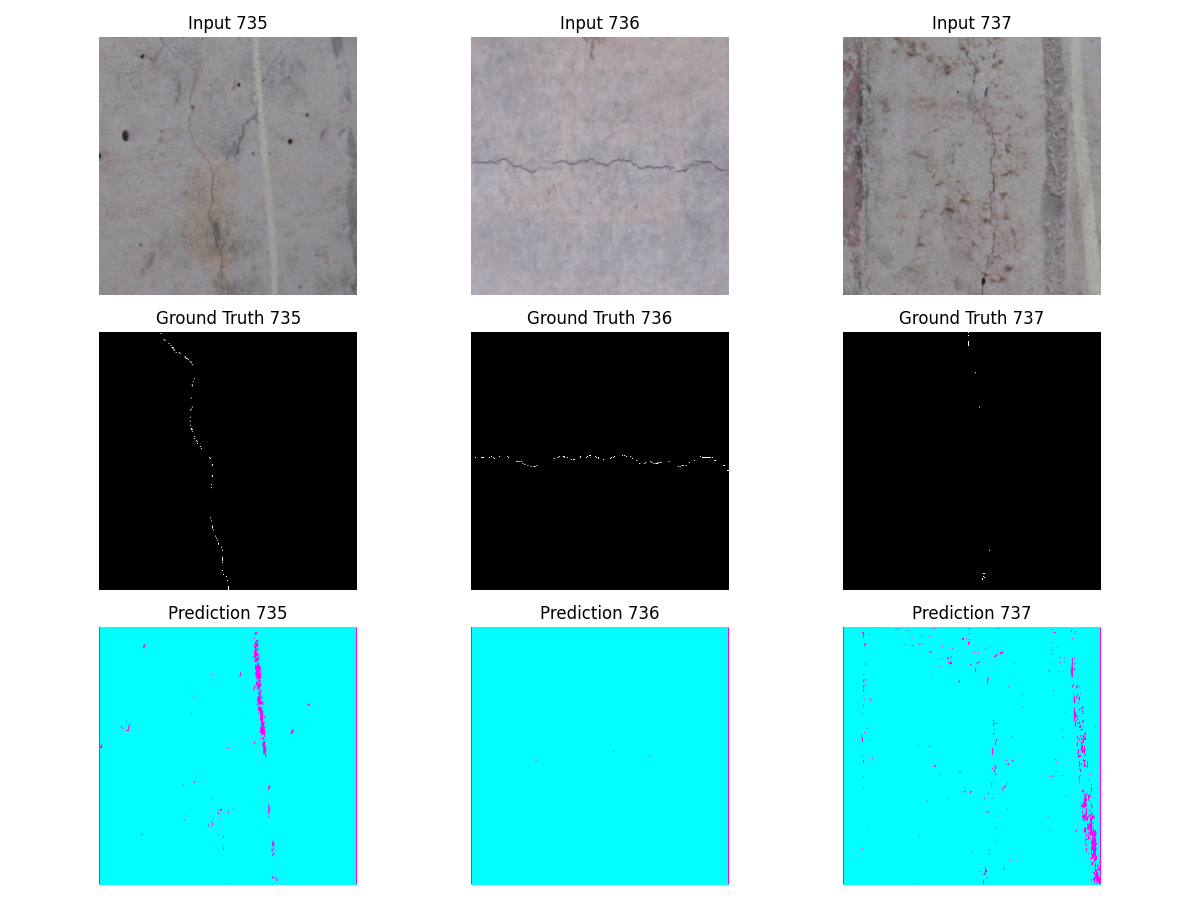 Input 735
Input 736
Input 737
Ground Truth 735
Ground Truth 736
Ground Truth 737
Prediction 735
Prediction 736
Prediction 737